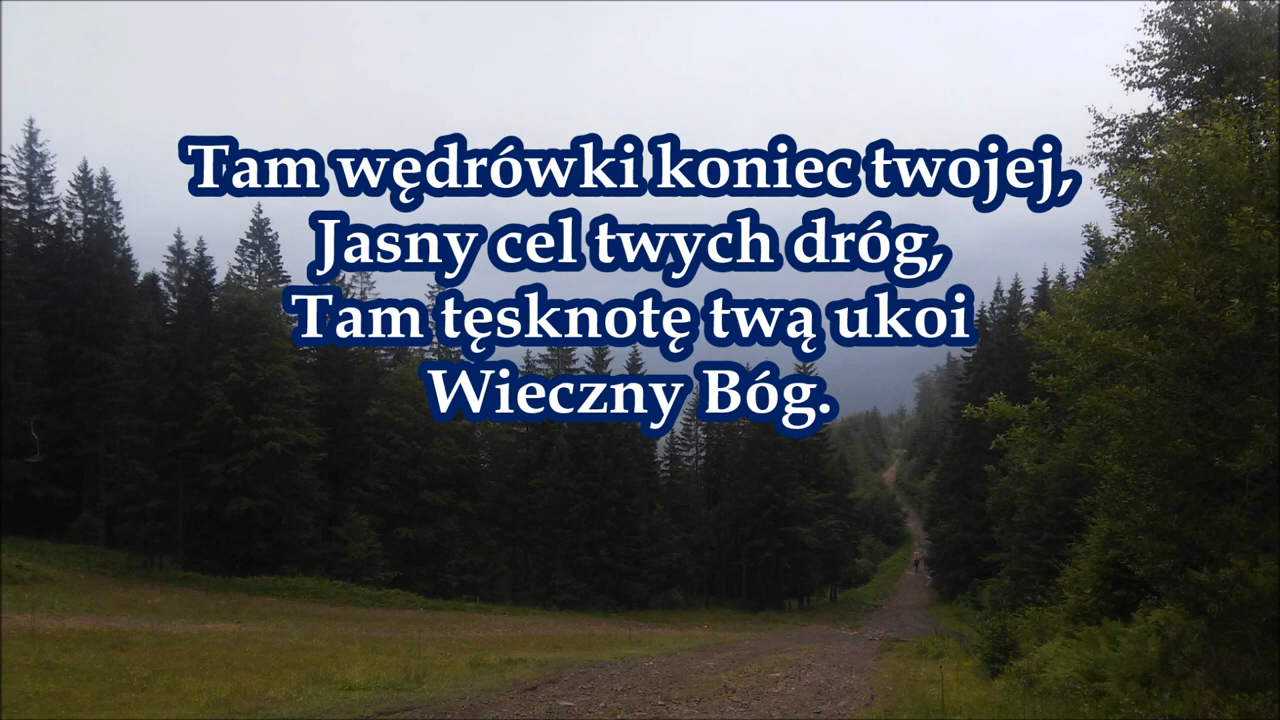 Tam wędrówki koniec twojej,
Jasny cel twych dróg,
Tam tęsknotę twą ukoi
Wieczny Bóg.